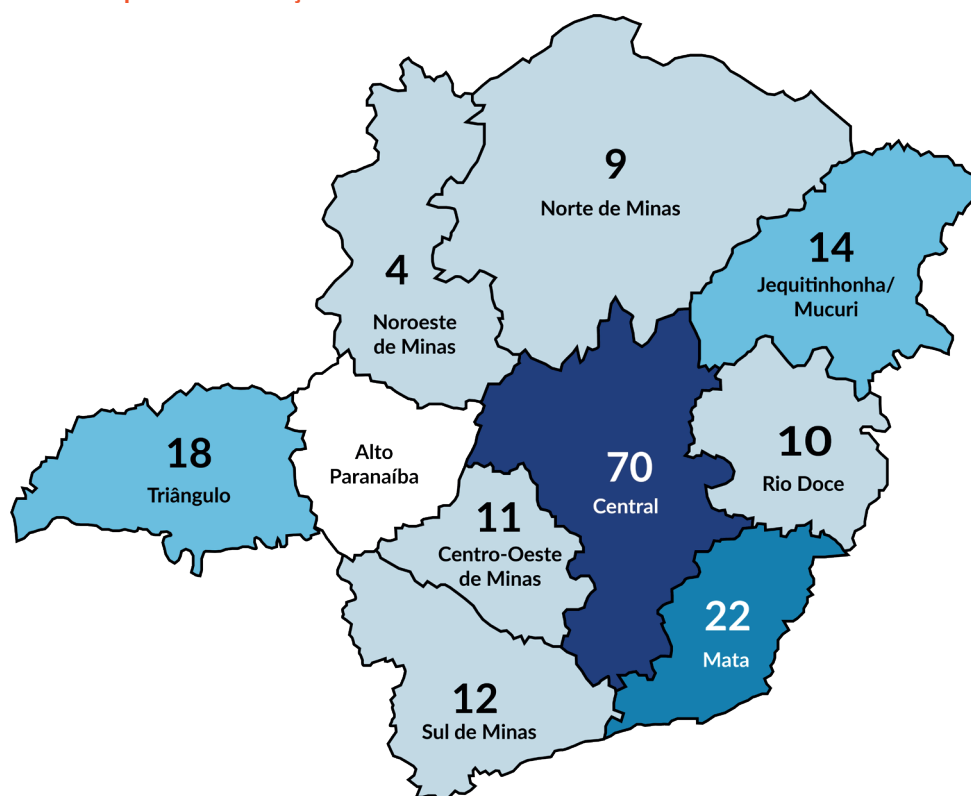 9
Norte de Minas
14
Jequitinhonha/
Mucuri
4
Noroeste
de Minas
18
Triângulo
Alto
Paranaíba
70
Central
10
Rio Doce
11
Centro-Oeste
de Minas
22
Mata
12
Sul de Minas